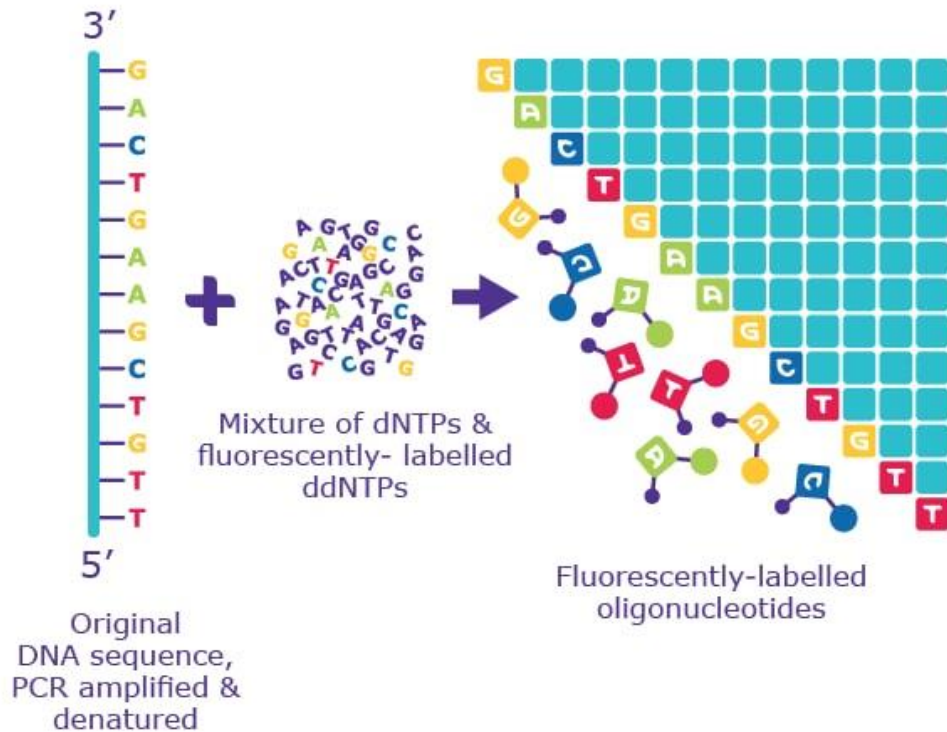 3’
G
A
C
T
G
A
A
G
C
T
G
T
T
5’
Original
DNA sequence,
PCR amplified &
denatured
+
Mixture of dNTPs &
fluorescently- labelled
ddNTPs
G
A
C
T
G
A
A
G
C
T
G
T
T
G
C
A
T
T
G
A
C
Fluorescently-labelled
oligonucleotides